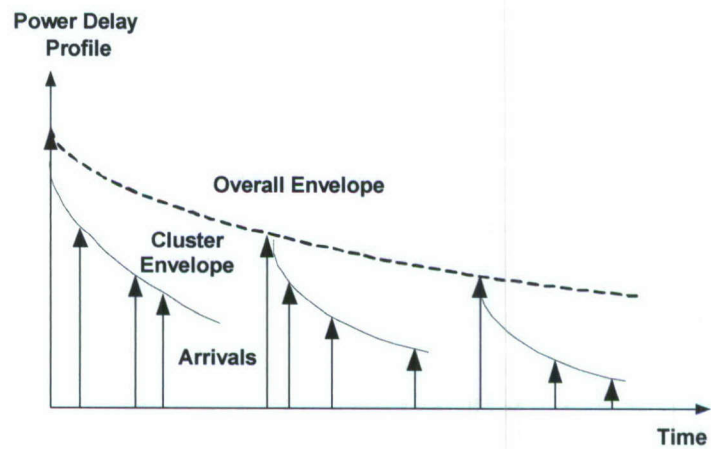 Power Delay
Profile
Overall Envelope
Cluster
Envelope
Arrivals
Time